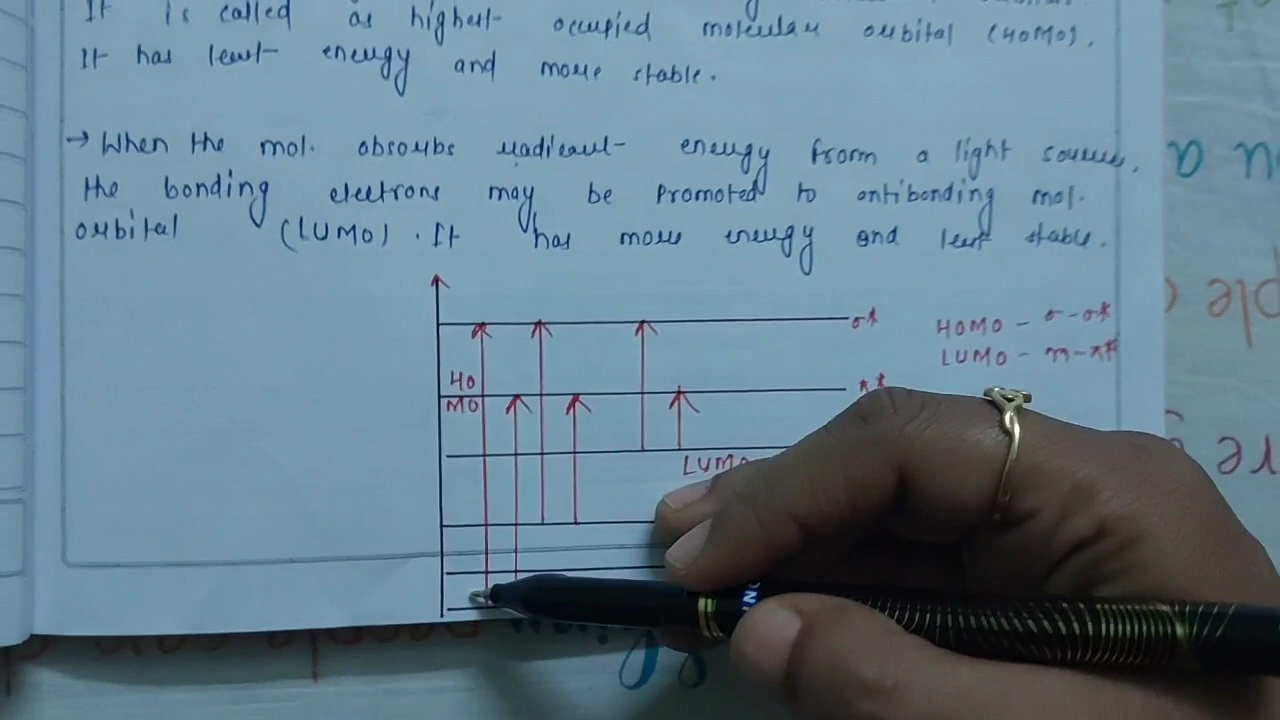 It is called as highest occupied molecular orbital (HOMO).
It has least energy and more stable.
→ When the mol. absorbs radieant energy from a light source,
the bonding electrons may be promoted to antibonding mol.
orbital (LUMO). It has more energy and least stable.
σ*
HOMO - σ-σ*
LUMO - n-π*
HO
MO
π*
LUMO